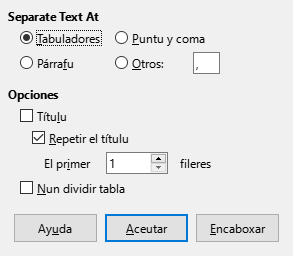 Separate Text At
Tabuladores Puntu y coma
Párrafu Otros: ,
Opciones
Títulu
Repetir el títulu
El primer 1 fileres
Nun dividir tabla
Ayuda Aceutar Encaboxar